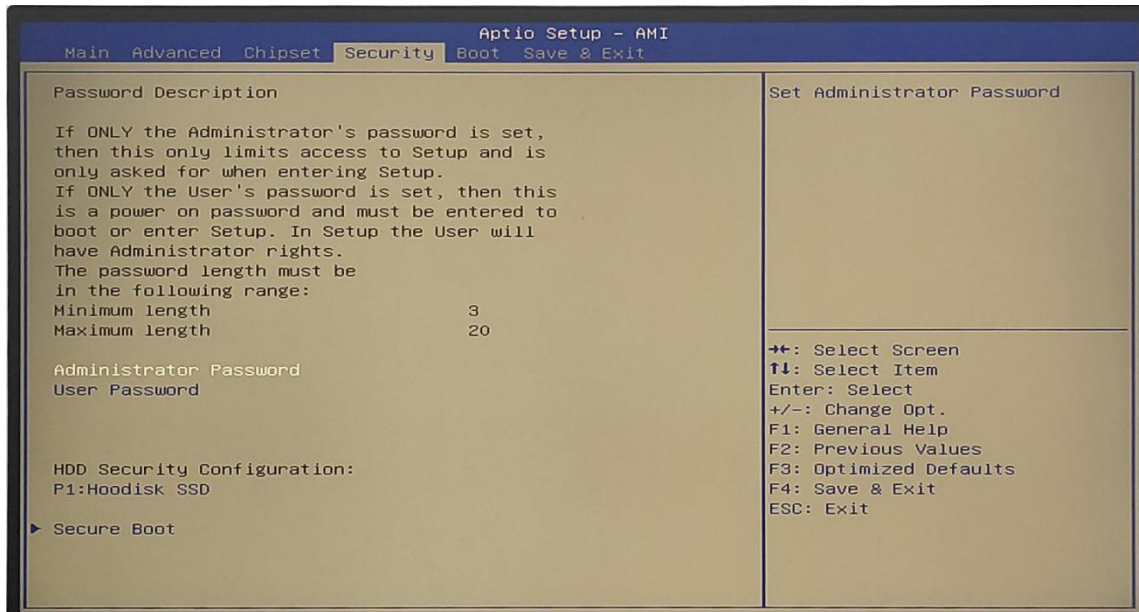 Aptio Setup – AMI
Main Advanced Chipset Security Boot Save & Exit
Password Description
If ONLY the Administrator's password is set,
then this only limits access to Setup and is
only asked for when entering Setup.
If ONLY the User's password is set, then this
is a power on password and must be entered to
boot or enter Setup. In Setup the User will
have Administrator rights.
The password length must be
in the following range:
Minimum length 3
Maximum length 20
Administrator Password
User Password
HDD Security Configuration:
P1:Hoodisk SSD
► Secure Boot
Set Administrator Password
→←: Select Screen
↑↓: Select Item
Enter: Select
+/-: Change Opt.
F1: General Help
F2: Previous Values
F3: Optimized Defaults
F4: Save & Exit
ESC: Exit